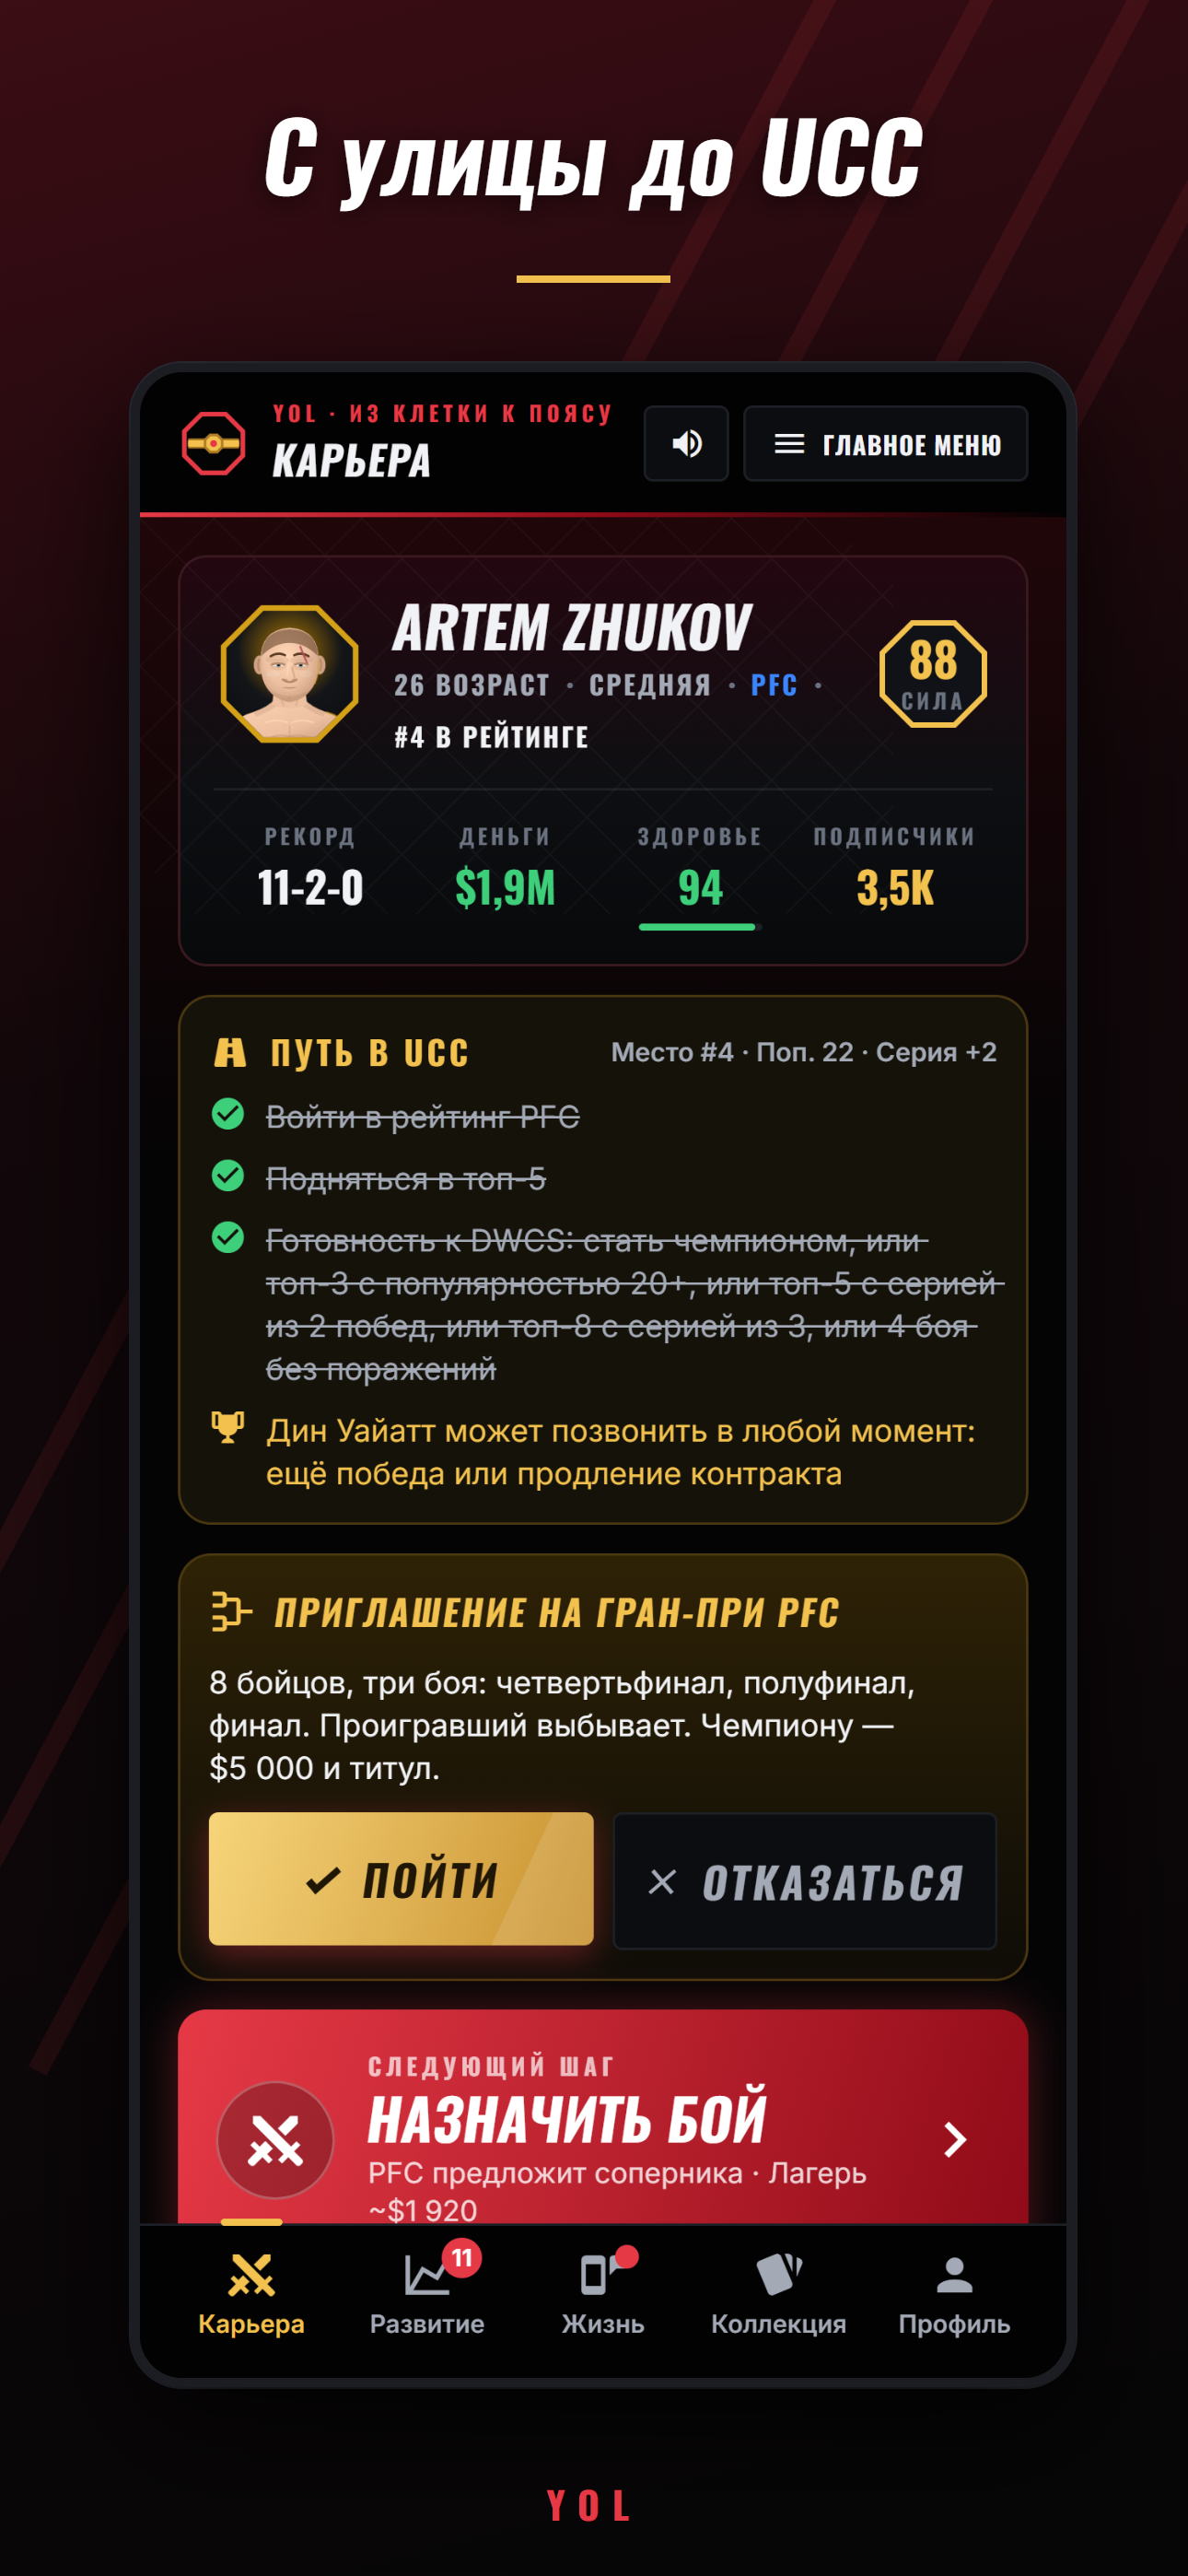 С улицы до UCC
YOL · ИЗ КЛЕТКИ К ПОЯСУ
КАРЬЕРА
ГЛАВНОЕ МЕНЮ
ARTEM ZHUKOV
26 ВОЗРАСТ · СРЕДНЯЯ · PFC ·
#4 В РЕЙТИНГЕ
88
СИЛА
РЕКОРД
11-2-0
ДЕНЬГИ
$1,9M
ЗДОРОВЬЕ
94
ПОДПИСЧИКИ
3,5K
ПУТЬ В UCC
Место #4 · Поп. 22 · Серия +2
Войти в рейтинг PFC
Подняться в топ-5
Готовность к DWCS: стать чемпионом, или
топ-3 с популярностью 20+, или топ-5 с серией
из 2 побед, или топ-8 с серией из 3, или 4 боя
без поражений
Дин Уайатт может позвонить в любой момент:
ещё победа или продление контракта
ПРИГЛАШЕНИЕ НА ГРАН-ПРИ PFC
8 бойцов, три боя: четвертьфинал, полуфинал,
финал. Проигравший выбывает. Чемпиону —
$5 000 и титул.
ПОЙТИ
ОТКАЗАТЬСЯ
СЛЕДУЮЩИЙ ШАГ
НАЗНАЧИТЬ БОЙ
PFC предложит соперника · Лагерь
~$1 920
11
Карьера
Развитие
Жизнь
Коллекция
Профиль
YOL